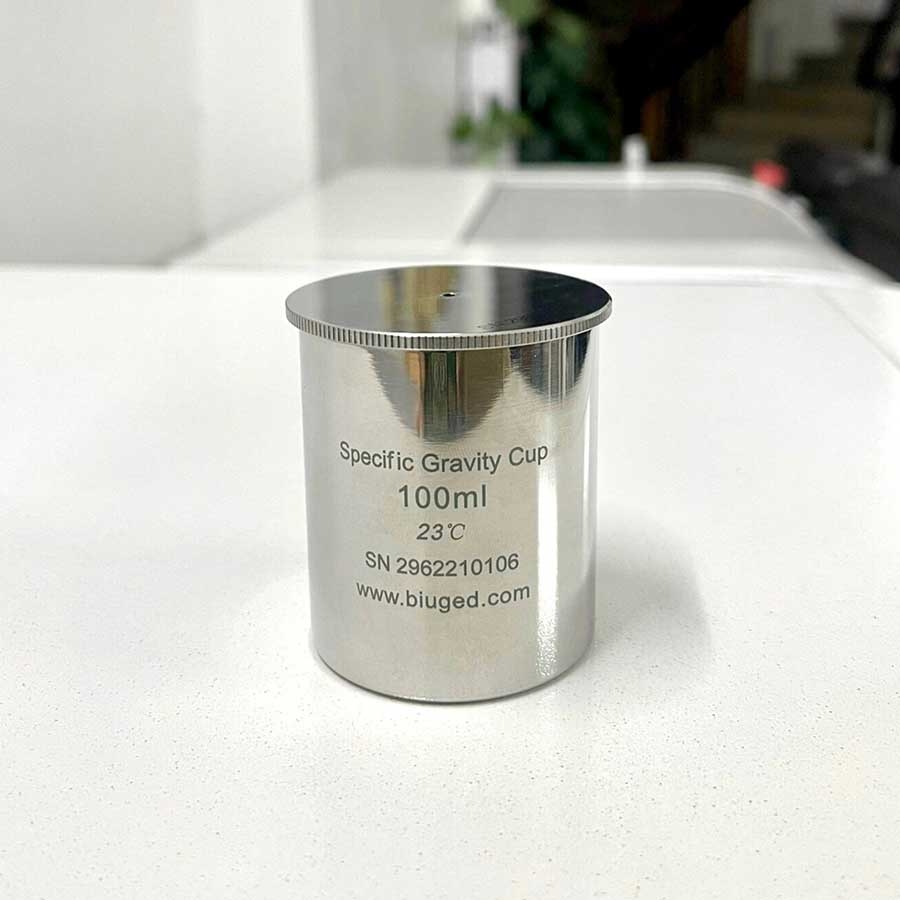 Specific Gravity Cup
100ml
23℃
SN 2962210106
www.biuged.com